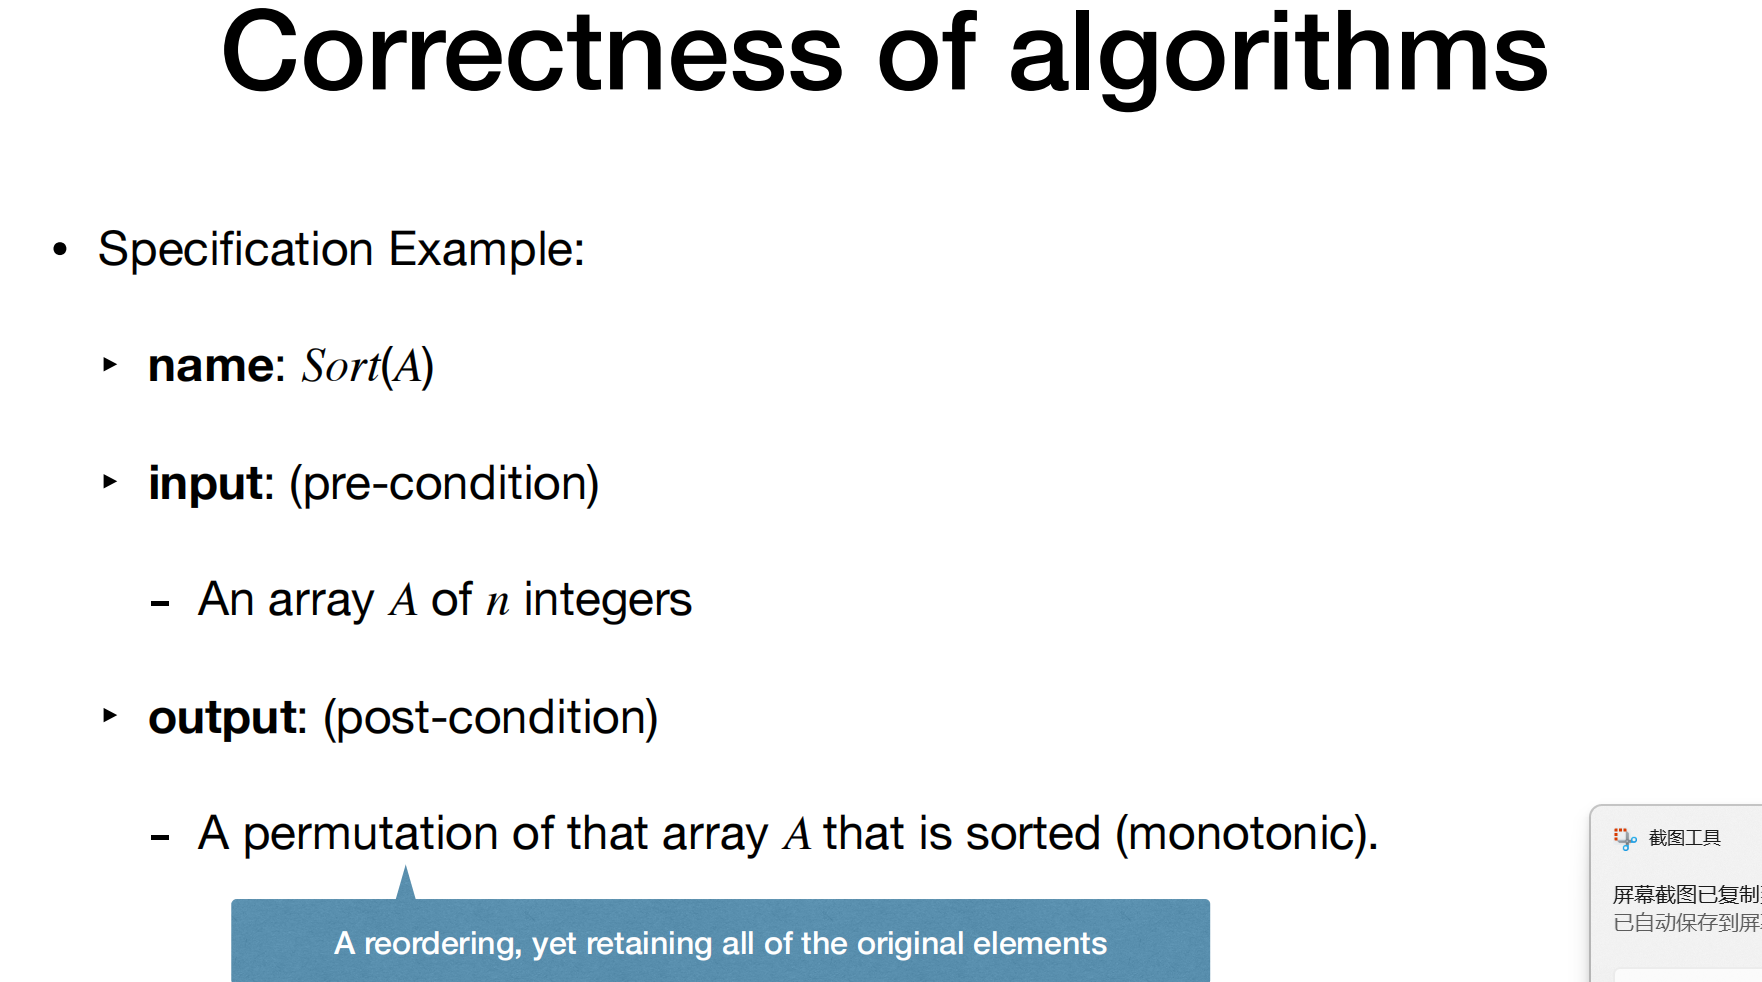 Correctness of algorithms
• Specification Example:
‣ name: Sort(A)
‣ input: (pre-condition)
- An array A of n integers
‣ output: (post-condition)
- A permutation of that array A that is sorted (monotonic).
A reordering, yet retaining all of the original elements
截图工具
屏幕截图已复制
已自动保存到屏